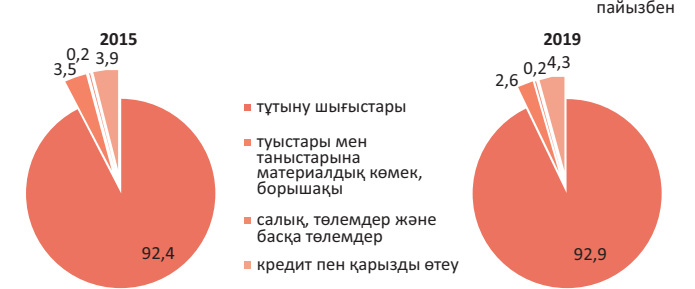 пайызбен
2015
0,2 3,9
3,5
92,4
тұтыну шығыстары
туыстары мен
таныстарына
материалдық көмек,
борышақы
салық, төлемдер және
басқа төлемдер
кредит пен қарызды өтеу
2019
2,6 0,2 4,3
92,9